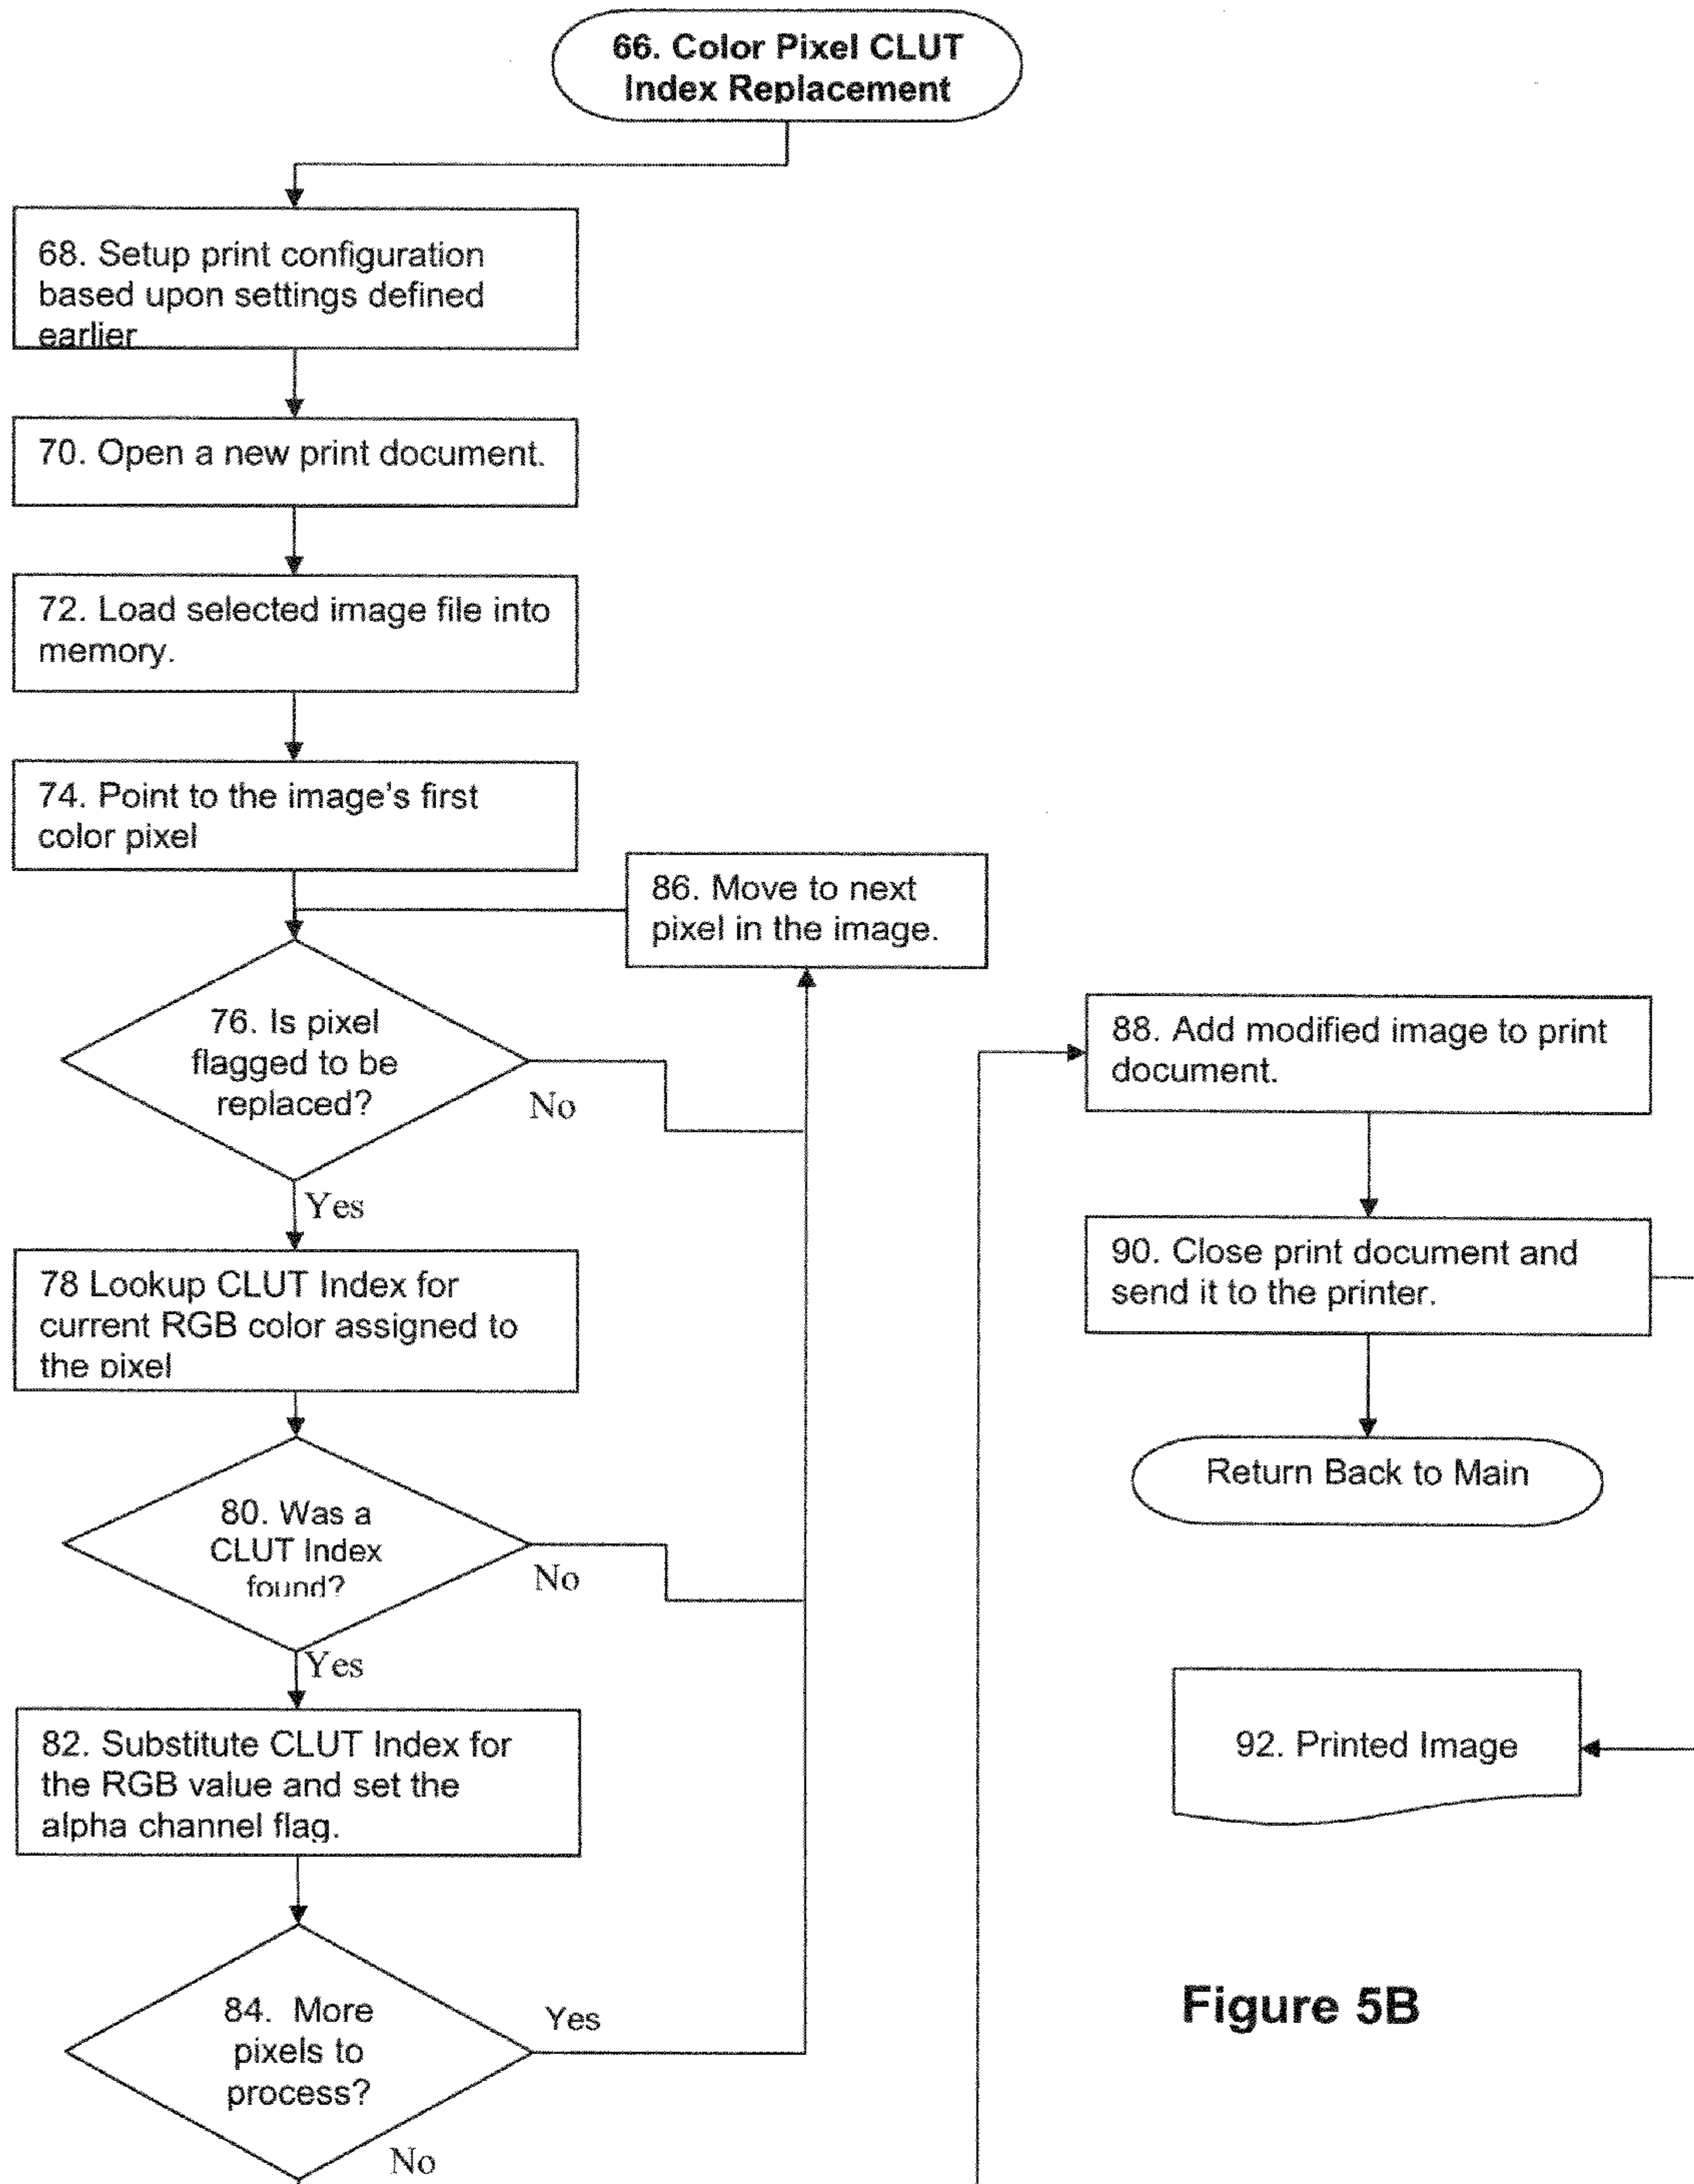 66. Color Pixel CLUT
Index Replacement
68. Setup print configuration
based upon settings defined
earlier
70. Open a new print document.
72. Load selected image file into
memory.
74. Point to the image's first
color pixel
86. Move to next
pixel in the image.
76. Is pixel
flagged to be
replaced?
No
Yes
78 Lookup CLUT Index for
current RGB color assigned to
the pixel
80. Was a
CLUT Index
found?
No
Yes
82. Substitute CLUT Index for
the RGB value and set the
alpha channel flag.
84. More
pixels to
process?
Yes
No
88. Add modified image to print
document.
90. Close print document and
send it to the printer.
Return Back to Main
92. Printed Image
Figure 5B